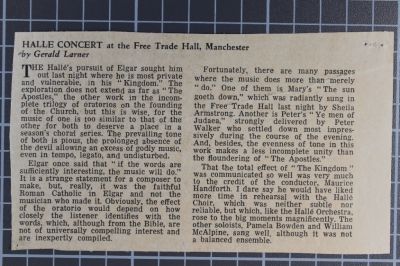 HALLE CONCERT at the Free Trade Hall, Manchester
by Gerald Larner
THE Hallé's pursuit of Elgar sought him
out last night where he is most private
and vulnerable, in his "Kingdom." The
exploration does not extend as far as "The
Apostles," the other work in the incom-
plete trilogy of oratorios on the founding
of the Church, but this is wise, for the
music of one is too similar to that of the
other for both to deserve a place in a
season's choral series. The prevailing tone
of both is pious, the prolonged absence of
the devil allowing an excess of godly music,
even in tempo, legato, and undisturbed.
Elgar once said that "if the words are
sufficiently interesting, the music will do."
It is a strange statement for a composer to
make, but, really, it was the faithful
Roman Catholic in Elgar and not the
musician who made it. Obviously, the effect
of the oratorio would depend on how
closely the listener identifies with the
words, which, although from the Bible, are
not of universally compelling interest and
are inexpertly compiled.
Fortunately, there are many passages
where the music does more than merely
"do." One of them is Mary's "The sun
goeth down," which was radiantly sung in
the Free Trade Hall last night by Sheila
Armstrong. Another is Peter's "Ye men of
Judaea," strongly delivered by Peter
Walker who settled down most impres-
sively during the course of the evening.
And, besides, the evenness of tone in this
work makes a less incomplete unity than
the floundering of "The Apostles."
That the total effect of "The Kingdom"
was communicated so well was very much
to the credit of the conductor, Maurice
Handforth. I dare say he would have liked
more time in rehearsal with the Hallé
Choir, which was neither subtle nor
reliable, but which, like the Hallé Orchestra,
rose to the big moments magnificently. The
other soloists, Pamela Bowden and William
McAlpine, sang well, although it was not
a balanced ensemble.